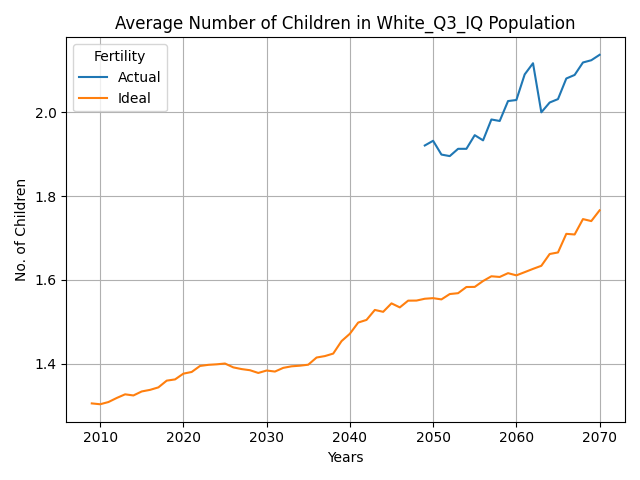 Average Number of Children in White_Q3_IQ Population
Fertility
Actual
Ideal
No. of Children
2.0
1.8
1.6
1.4
2010 2020 2030 2040 2050 2060 2070
Years